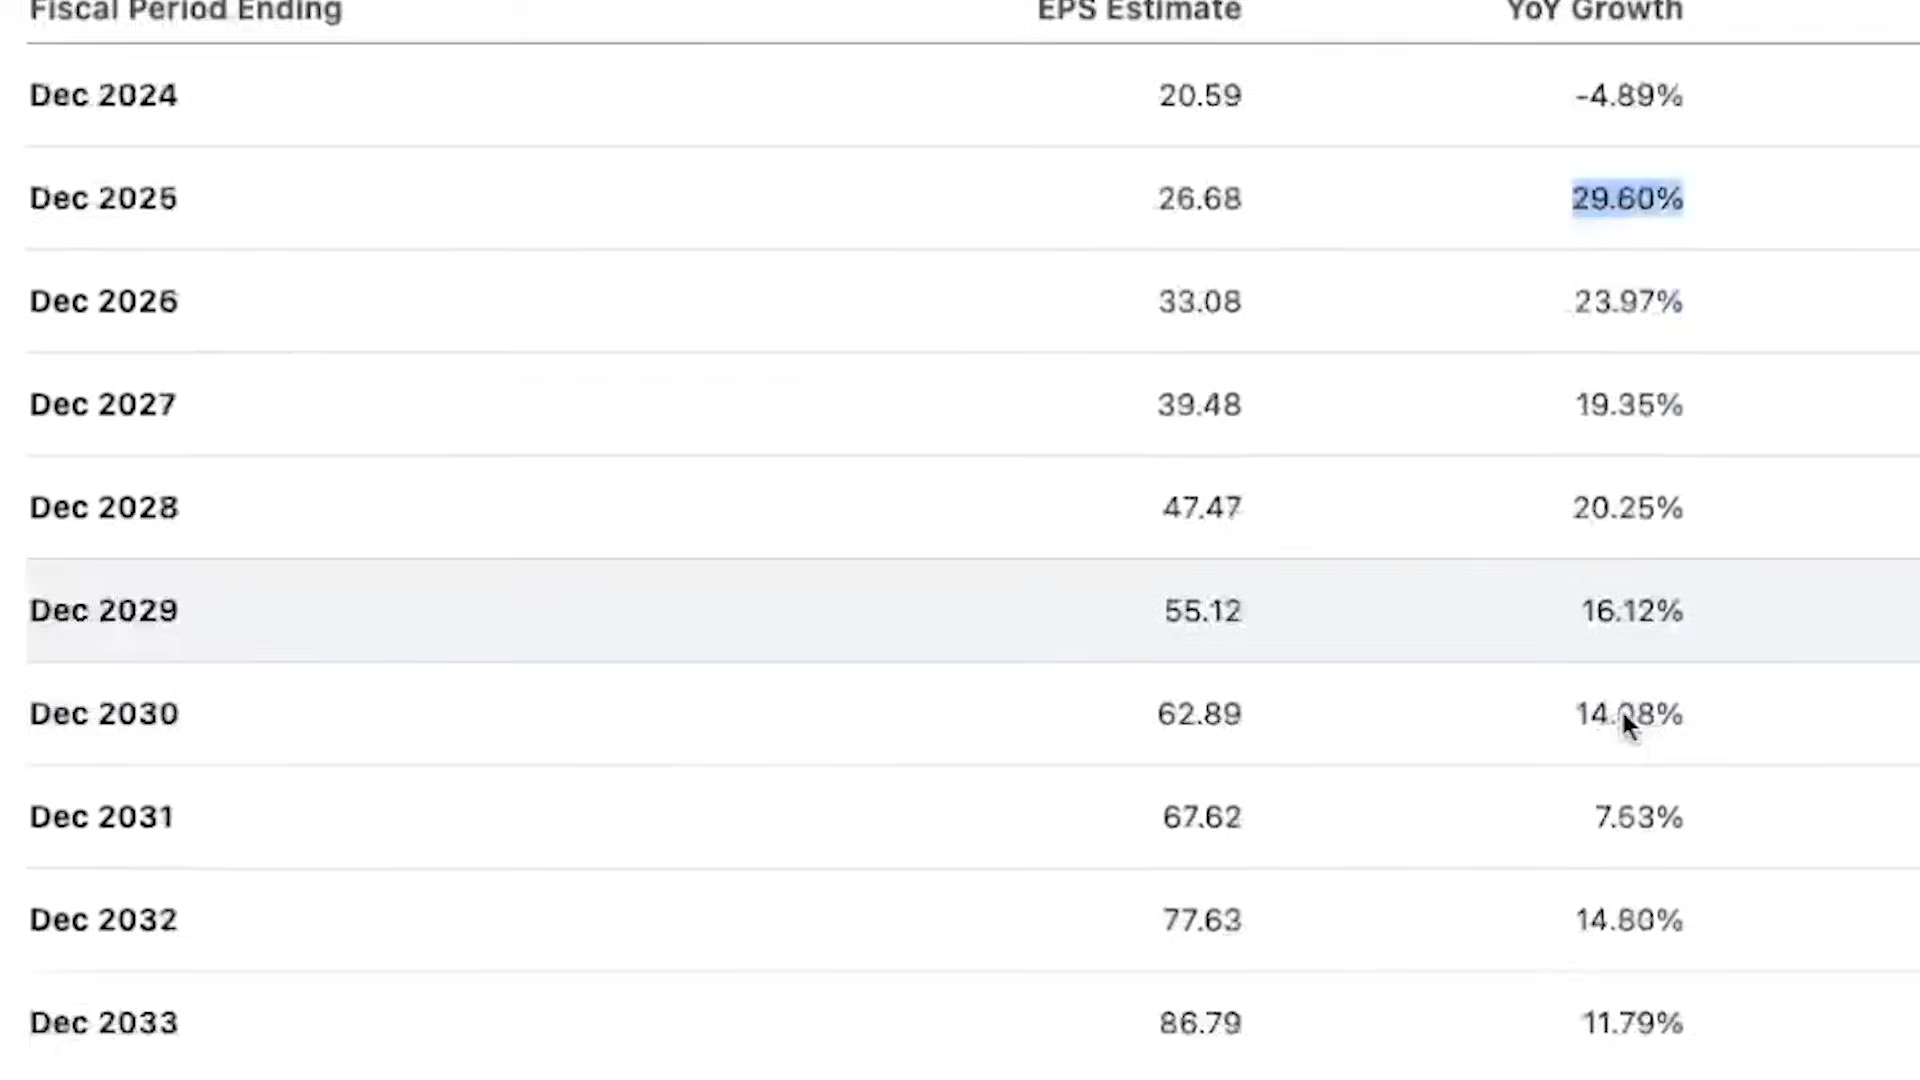 Fiscal Period Ending EPS Estimate YoY Growth
Dec 2024 20.59 -4.89%
Dec 2025 26.68 29.60%
Dec 2026 33.08 23.97%
Dec 2027 39.48 19.35%
Dec 2028 47.47 20.25%
Dec 2029 55.12 16.12%
Dec 2030 62.89 14.08%
Dec 2031 67.62 7.53%
Dec 2032 77.63 14.80%
Dec 2033 86.79 11.79%